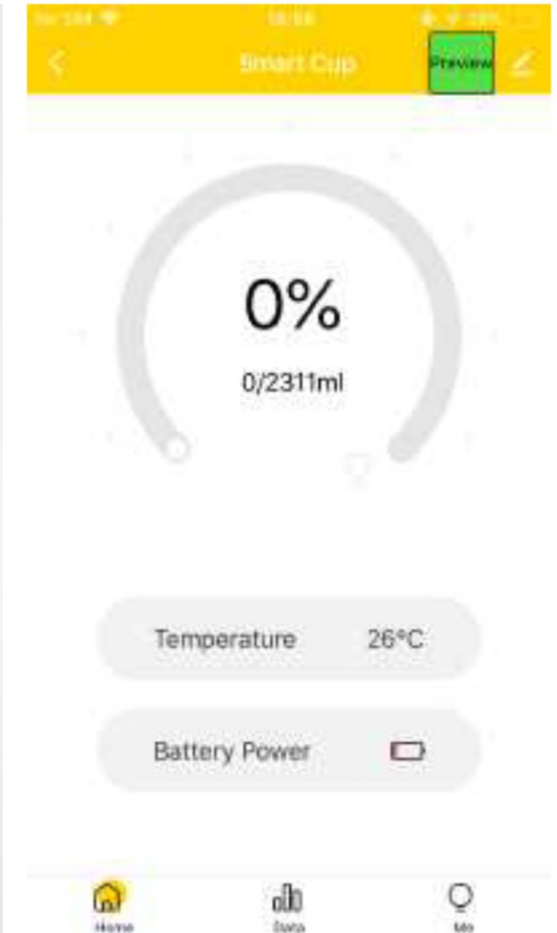 Smart Cup
Preview
0%
0/2311ml
Temperature 26°C
Battery Power
Home
Data
Me